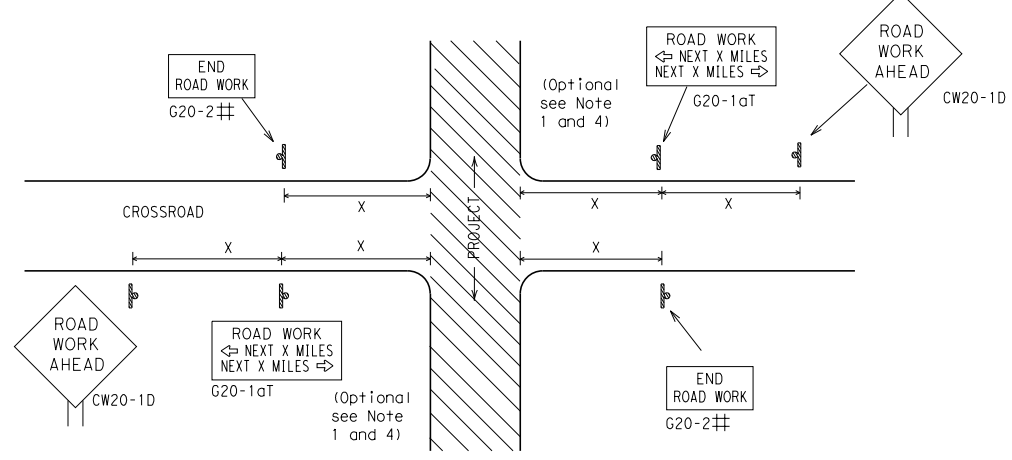 END
ROAD WORK
G20-2#
(Optional
see Note
1 and 4)
ROAD WORK
⇦ NEXT X MILES
NEXT X MILES ⇨
G20-1aT
ROAD
WORK
AHEAD
CW20-1D
X
X
X
CROSSROAD
PROJECT
X
X
X
ROAD
WORK
AHEAD
CW20-1D
ROAD WORK
⇦ NEXT X MILES
NEXT X MILES ⇨
G20-1aT
(Optional
see Note
1 and 4)
END
ROAD WORK
G20-2#